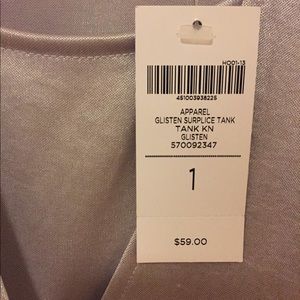 HO01-13
451003938225
APPAREL
GLISTEN SURPLICE TANK
TANK KN
GLISTEN
570092347
1
$59.00